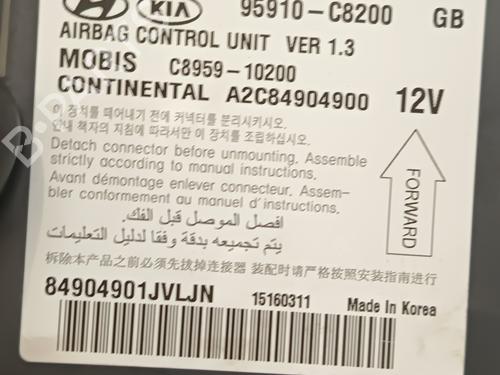 KIA 95910-C8200 GB
AIRBAG CONTROL UNIT VER 1.3
MOBIS C8959-10200
CONTINENTAL A2C84904900 12V
이 장치를 떼어내기 전에 커넥터를 분리시키시오.
안내 책자의 지침에 따라서만 이 장치를 조립하십시오.
Detach connector before unmounting. Assemble
strictly according to manual instructions.
Avant démontage enlever connecteur. Assem-
bler conformement au manuel d'instructions.
افصل الموصل قبل الفك.
يتم تجميعه بدقة وفقا لدليل التعليمات
拆除本产品之前必须先拔掉连接器 装配时请严格按照安装指南进行
FORWARD
84904901JVLJN 15160311 Made in Korea